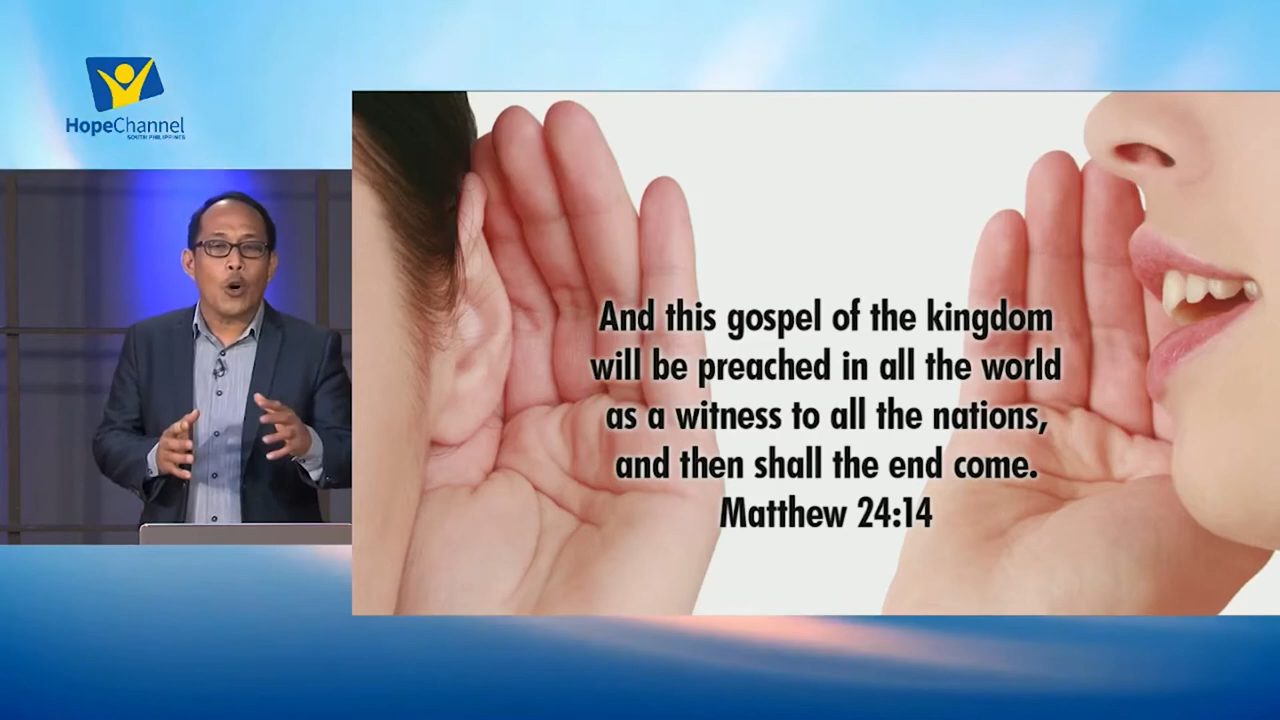 HopeChannel
SOUTH PHILIPPINES
And this gospel of the kingdom
will be preached in all the world
as a witness to all the nations,
and then shall the end come.
Matthew 24:14